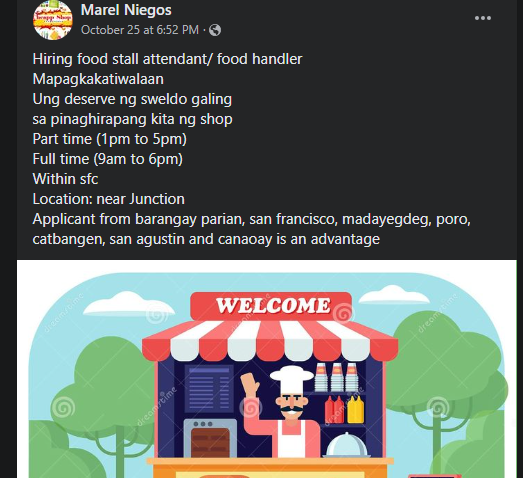 Marel Niegos
October 25 at 6:52 PM ·
Hiring food stall attendant/ food handler
Mapagkakatiwalaan
Ung deserve ng sweldo galing
sa pinaghirapang kita ng shop
Part time (1pm to 5pm)
Full time (9am to 6pm)
Within sfc
Location: near Junction
Applicant from barangay parian, san francisco, madayegdeg, poro,
catbangen, san agustin and canaoay is an advantage
WELCOME
dreamstime